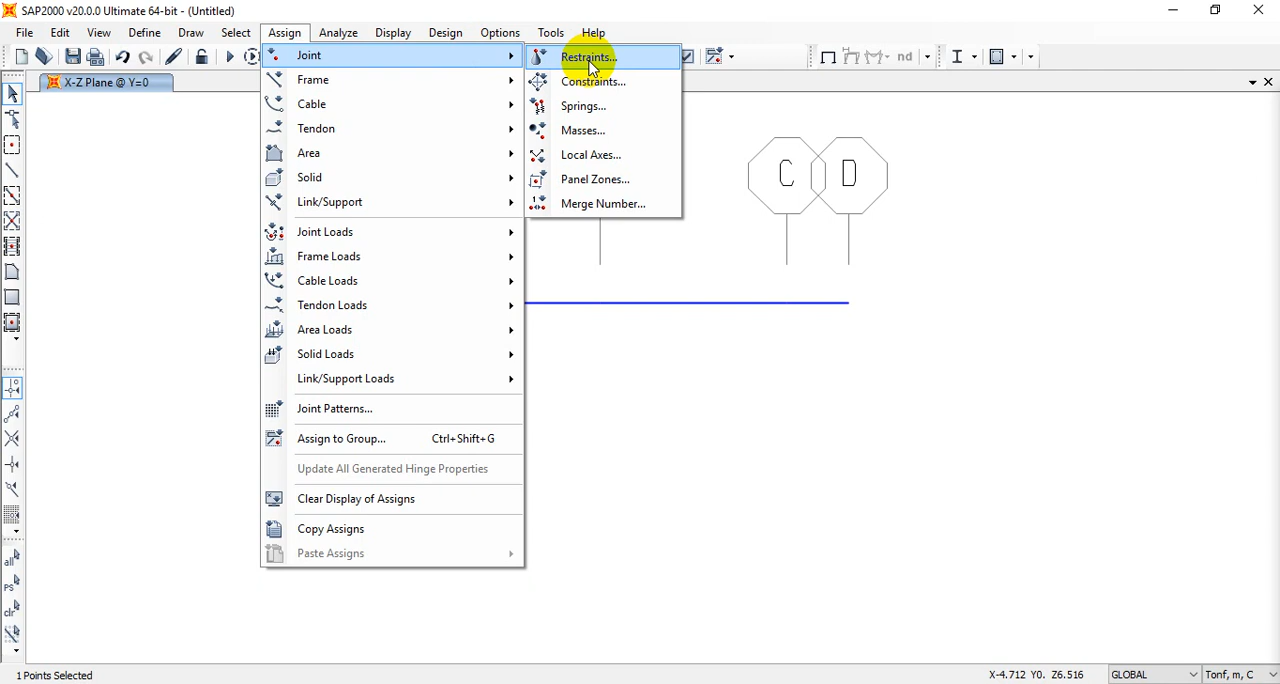 SAP2000 v20.0.0 Ultimate 64-bit - (Untitled)
File Edit View Define Draw Select Assign Analyze Display Design Options Tools Help
nd
X-Z Plane @ Y=0
Joint
Frame
Cable
Tendon
Area
Solid
Link/Support
Joint Loads
Frame Loads
Cable Loads
Tendon Loads
Area Loads
Solid Loads
Link/Support Loads
Joint Patterns...
Assign to Group... Ctrl+Shift+G
Update All Generated Hinge Properties
Clear Display of Assigns
Copy Assigns
Paste Assigns
Restraints...
Constraints...
Springs...
Masses...
Local Axes...
Panel Zones...
Merge Number...
C D
all
PS
clr
1 Points Selected
X-4.712 Y0. Z6.516
GLOBAL
Tonf, m, C